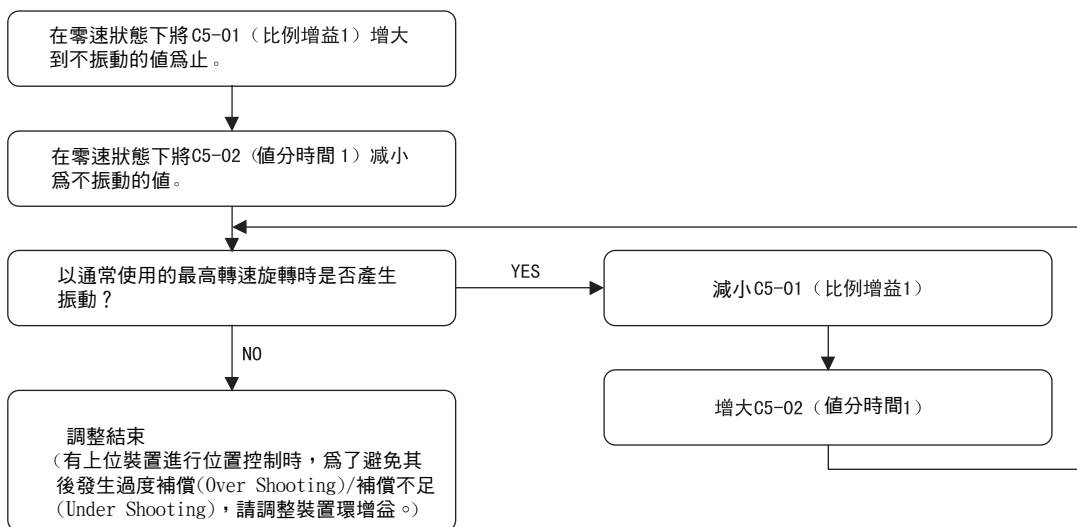 在零速狀態下將C5-01（比例增益1）增大
到不振動的值爲止。
在零速狀態下將C5-02（値分時間1）减小
爲不振動的值。
以通常使用的最高轉速旋轉時是否產生
振動？
YES
減小C5-01（比例增益1）
NO
增大C5-02（値分時間1）
調整結束
（有上位裝置進行位置控制時，爲了避免其
後發生過度補償(Over Shooting)/補償不足
(Under Shooting)，請調整裝置環增益。）